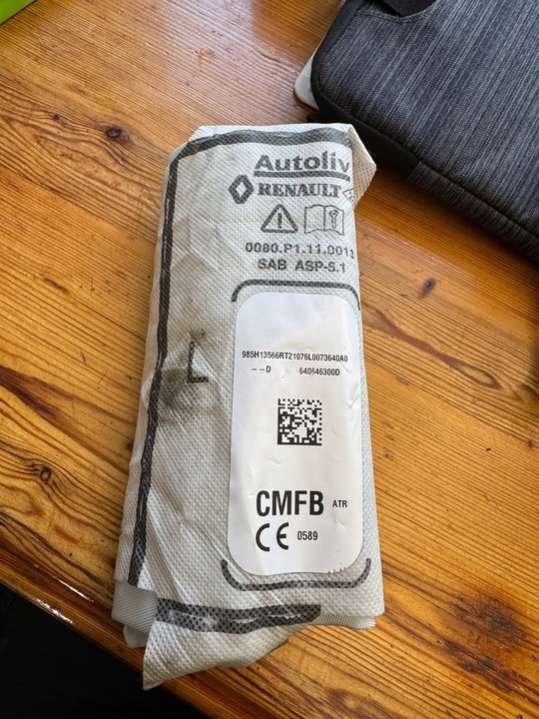 Autoliv
RENAULT
0080.P1.11.0013
SAB ASP-5.1
L
985H13566RT21076L0073640A0
--D 640546300D
CMFB ATR
CE 0589